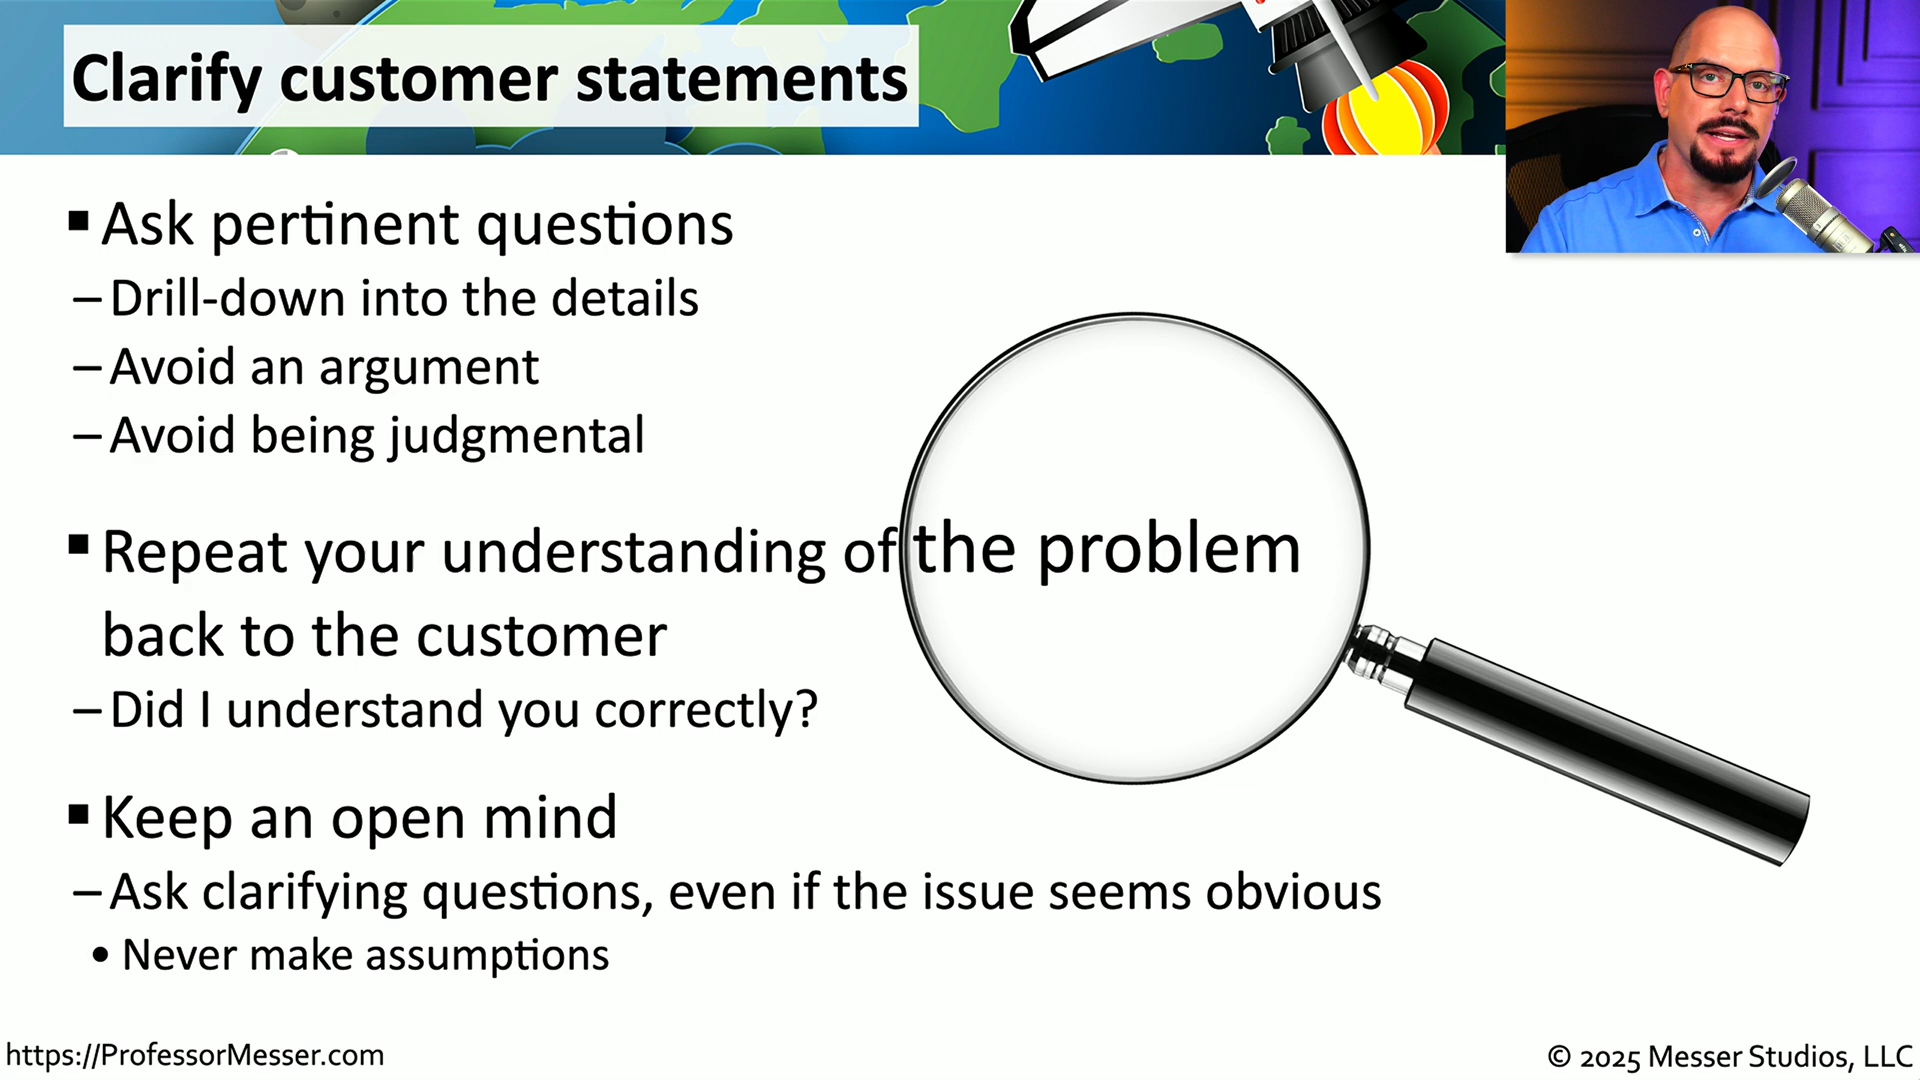 Clarify customer statements
▪ Ask pertinent questions
– Drill-down into the details
– Avoid an argument
– Avoid being judgmental
▪ Repeat your understanding of the problem
back to the customer
– Did I understand you correctly?
▪ Keep an open mind
– Ask clarifying questions, even if the issue seems obvious
• Never make assumptions
https://ProfessorMesser.com
© 2025 Messer Studios, LLC